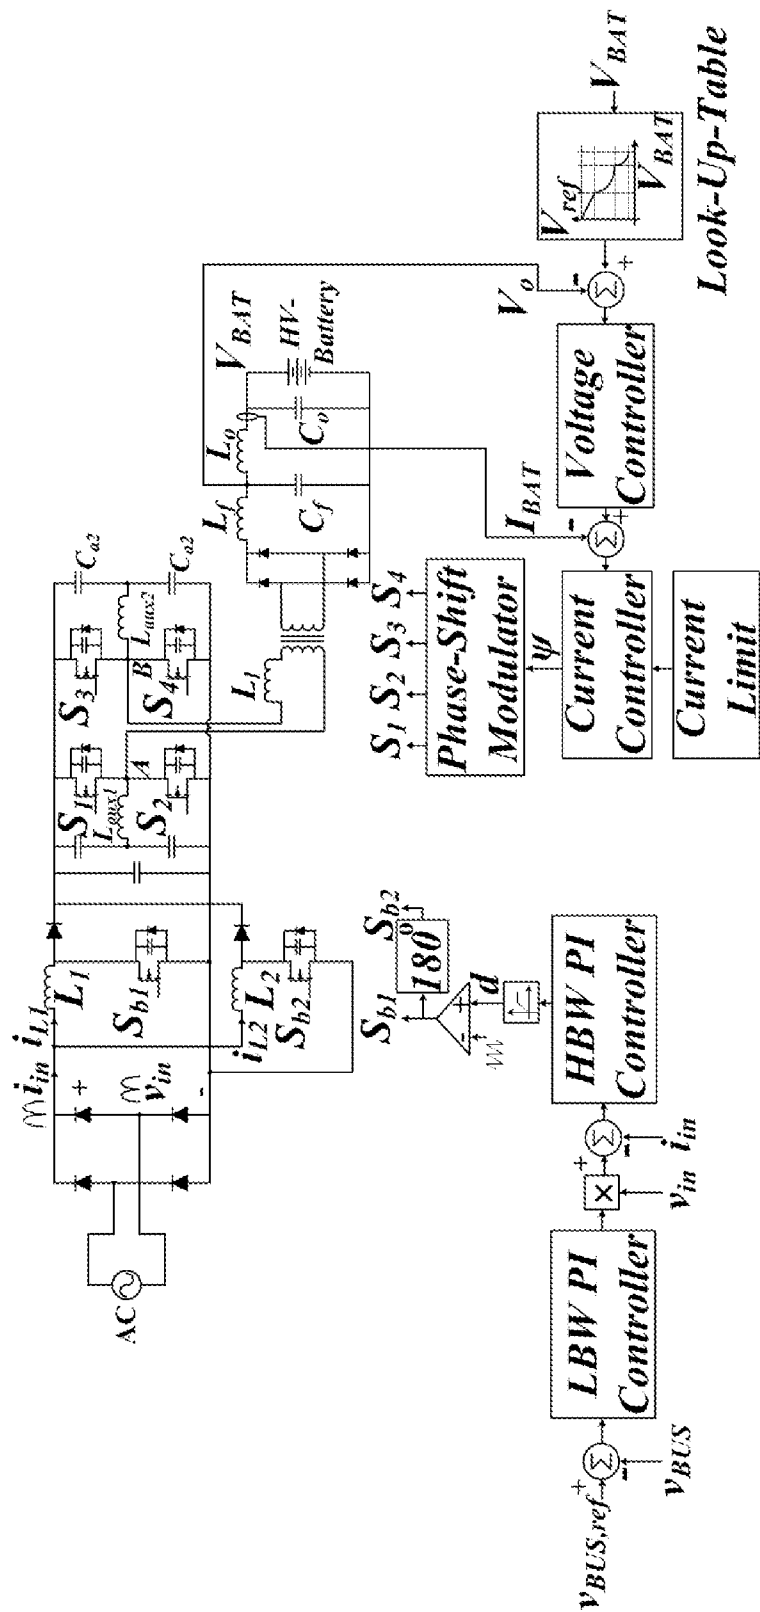 AC
i_in
i_L1
+
v_in
-
i_L2
L_1
S_b1
L_2
S_b2
S_1
L_aux1
S_2
A
S_3
B
S_4
L_aux2
C_a2
C_a2
L_1
L_f
C_f
L_o
C_o
V_BAT
HV-
Battery
S_b1
S_b2
180°
d
+
-
v_BUS,ref
+
Σ
-
v_BUS
LBW PI
Controller
×
v_in
+
Σ
-
i_in
HBW PI
Controller
S_1 S_2 S_3 S_4
Phase-Shift
Modulator
ψ
Current
Controller
Current
Limit
I_BAT
-
Σ
+
Voltage
Controller
V_o
-
Σ
+
V_ref
V_BAT
V_BAT
Look-Up-Table